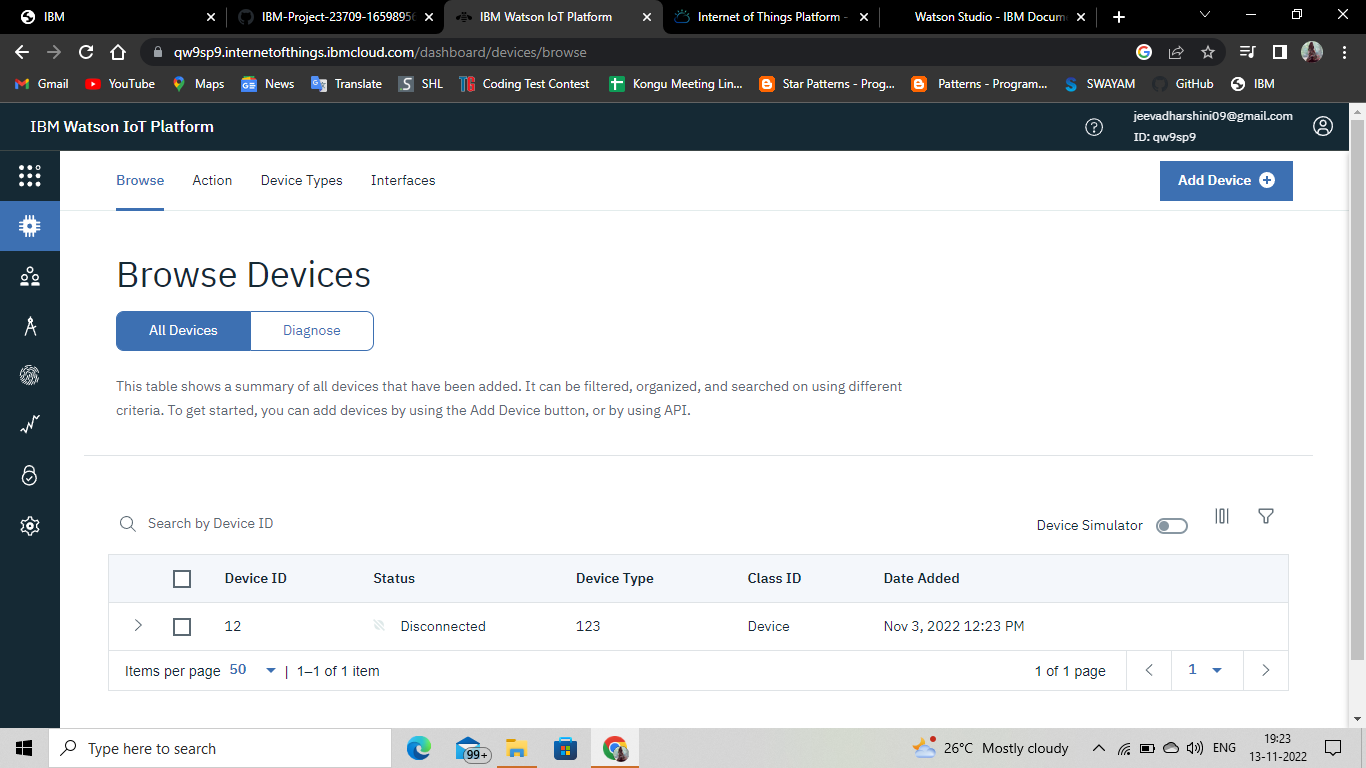 IBM
IBM-Project-23709-16598956
IBM Watson IoT Platform
Internet of Things Platform -
Watson Studio - IBM Docum
qw9sp9.internetofthings.ibmcloud.com/dashboard/devices/browse
Gmail
YouTube
Maps
News
Translate
SHL
Coding Test Contest
Kongu Meeting Lin...
Star Patterns - Prog...
Patterns - Program...
SWAYAM
GitHub
IBM
IBM Watson IoT Platform
jeevadharshini09@gmail.com
ID: qw9sp9
Browse
Action
Device Types
Interfaces
Add Device
Browse Devices
All Devices
Diagnose
This table shows a summary of all devices that have been added. It can be filtered, organized, and searched on using different
criteria. To get started, you can add devices by using the Add Device button, or by using API.
Search by Device ID
Device Simulator
Device ID Status Device Type Class ID Date Added
12 Disconnected 123 Device Nov 3, 2022 12:23 PM
Items per page 50 | 1–1 of 1 item
1 of 1 page
1
Type here to search
99+
26°C Mostly cloudy
ENG
19:23
13-11-2022